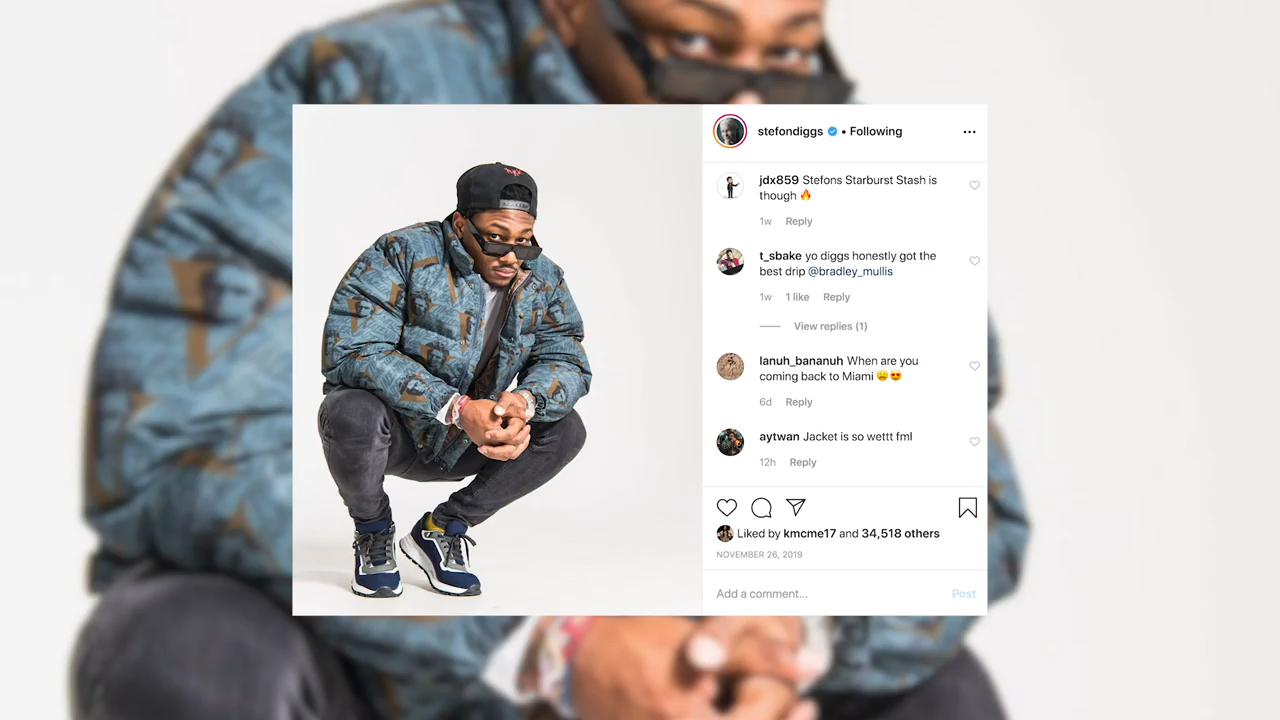 stefondiggs • Following
jdx859 Stefons Starburst Stash is
though 🔥
1w Reply
t_sbake yo diggs honestly got the
best drip @bradley_mullis
1w 1 like Reply
View replies (1)
lanuh_bananuh When are you
coming back to Miami 😩😍
6d Reply
aytwan Jacket is so wettt fml
12h Reply
Liked by kmcme17 and 34,518 others
NOVEMBER 26, 2019
Add a comment... Post